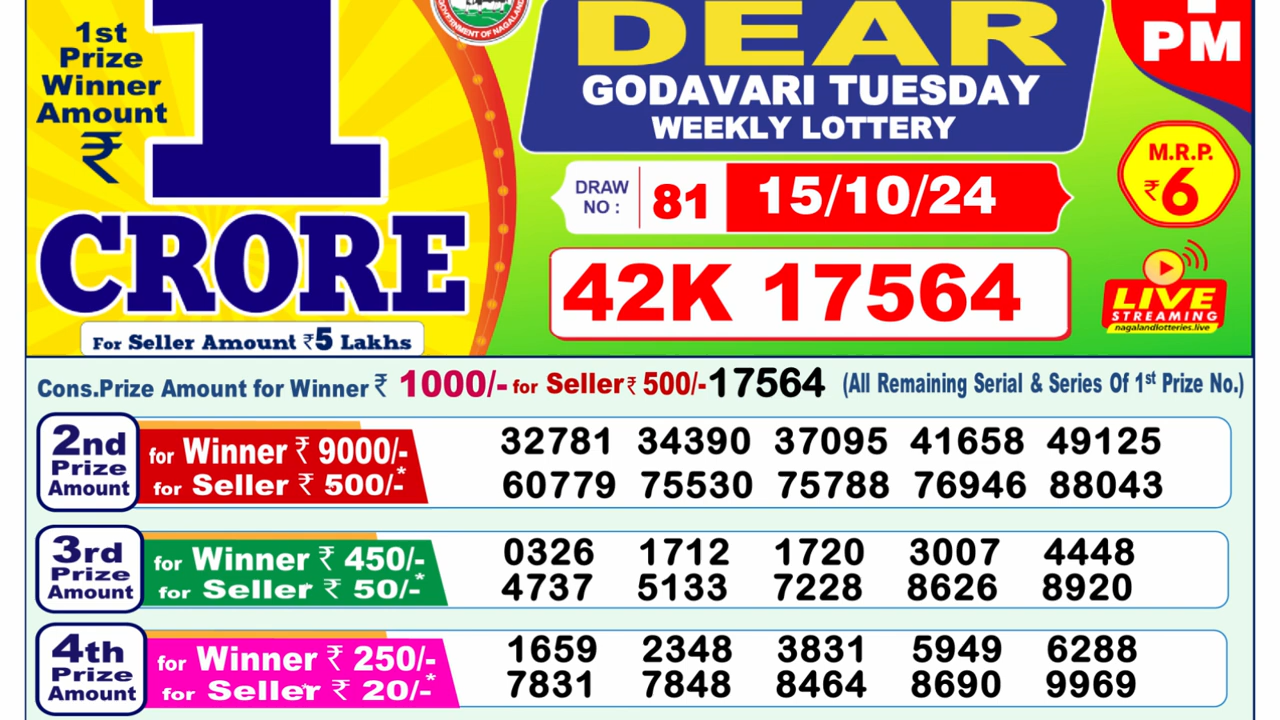 1
1st
Prize
Winner
Amount
₹
CRORE
For Seller Amount ₹5 Lakhs
GOVERNMENT OF NAGALAND
DEAR
GODAVARI TUESDAY
WEEKLY LOTTERY
PM
DRAW NO : 81 15/10/24
M.R.P.
₹6
42K 17564
LIVE
STREAMING
nagalandlotteries.live
Cons.Prize Amount for Winner ₹ 1000/- for Seller ₹ 500/- 17564 (All Remaining Serial & Series Of 1st Prize No.)
2nd
Prize
Amount
for Winner ₹ 9000/-
for Seller ₹ 500/-*
32781 34390 37095 41658 49125
60779 75530 75788 76946 88043
3rd
Prize
Amount
for Winner ₹ 450/-
for Seller ₹ 50/-*
0326 1712 1720 3007 4448
4737 5133 7228 8626 8920
4th
Prize
Amount
for Winner ₹ 250/-
for Seller ₹ 20/-*
1659 2348 3831 5949 6288
7831 7848 8464 8690 9969